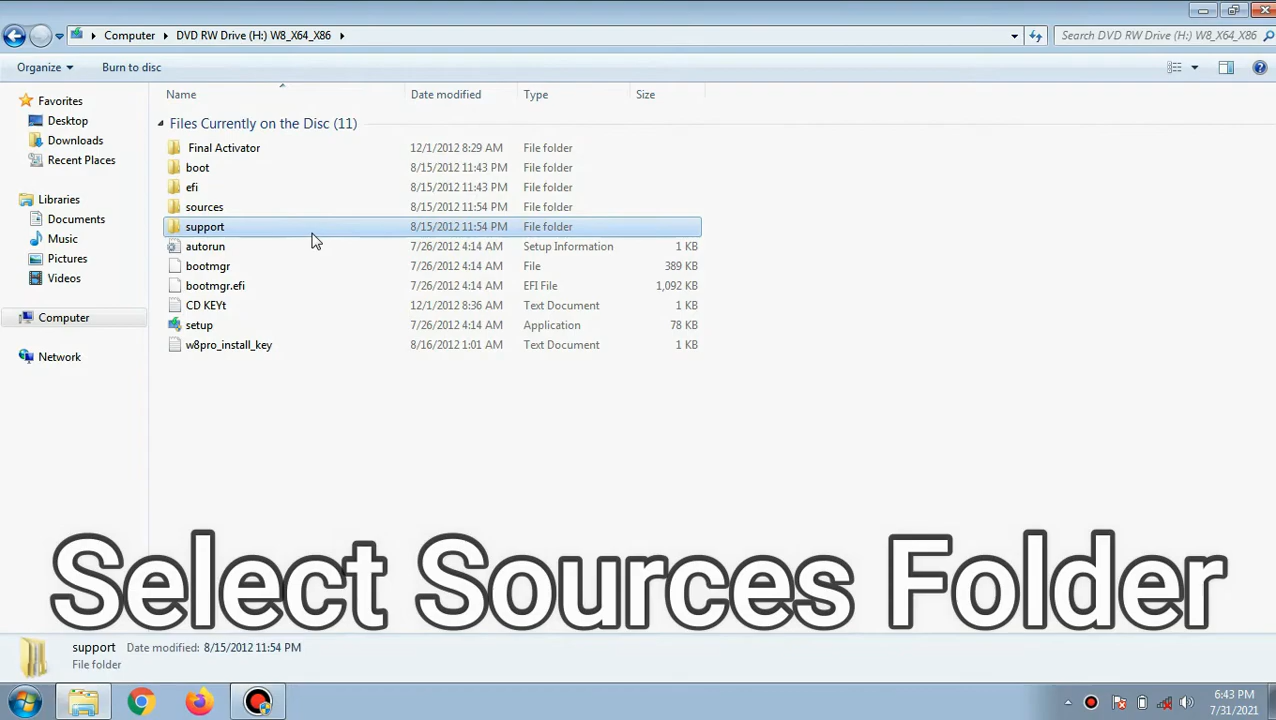 Computer ▸ DVD RW Drive (H:) W8_X64_X86 ▸ Search DVD RW Drive (H:) W8_X64_X86
Organize Burn to disc
Favorites
Desktop
Downloads
Recent Places
Libraries
Documents
Music
Pictures
Videos
Computer
Network
Name Date modified Type Size
Files Currently on the Disc (11)
Final Activator 12/1/2012 8:29 AM File folder
boot 8/15/2012 11:43 PM File folder
efi 8/15/2012 11:43 PM File folder
sources 8/15/2012 11:54 PM File folder
support 8/15/2012 11:54 PM File folder
autorun 7/26/2012 4:14 AM Setup Information 1 KB
bootmgr 7/26/2012 4:14 AM File 389 KB
bootmgr.efi 7/26/2012 4:14 AM EFI File 1,092 KB
CD KEYt 12/1/2012 8:36 AM Text Document 1 KB
setup 7/26/2012 4:14 AM Application 78 KB
w8pro_install_key 8/16/2012 1:01 AM Text Document 1 KB
Select Sources Folder
support Date modified: 8/15/2012 11:54 PM
File folder
6:43 PM
7/31/2021